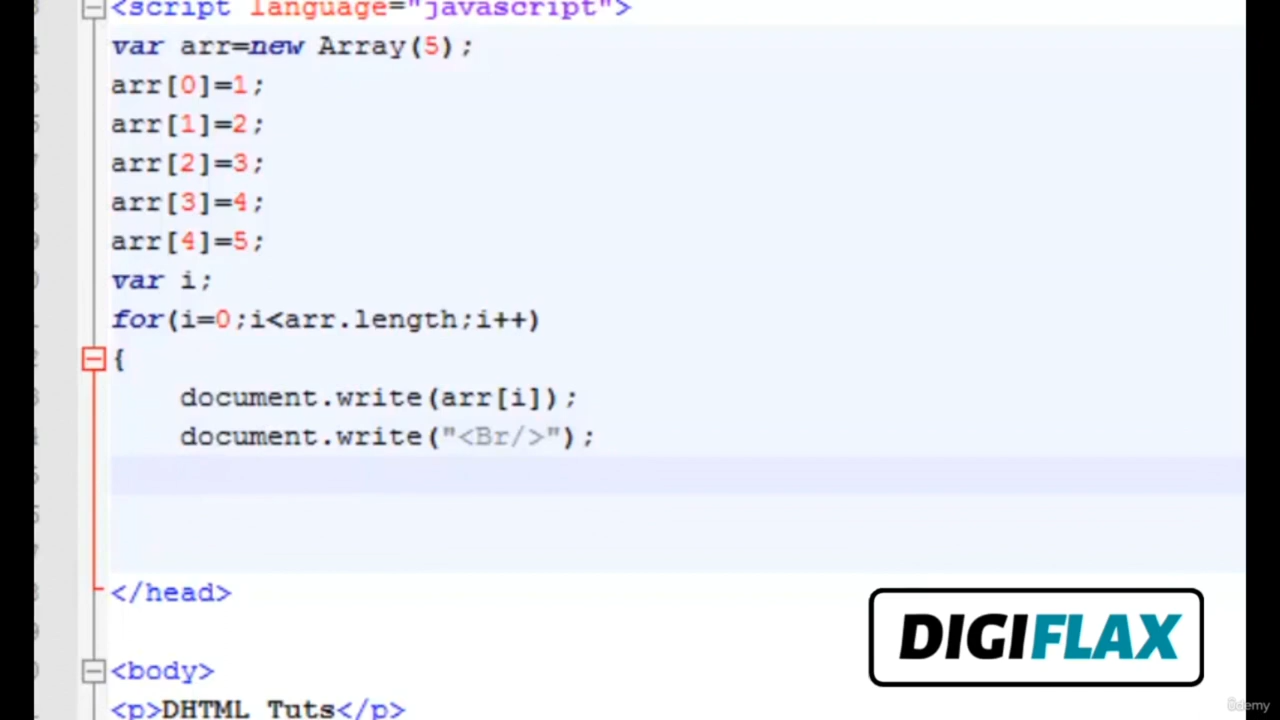 <script language="javascript">
var arr=new Array(5);
arr[0]=1;
arr[1]=2;
arr[2]=3;
arr[3]=4;
arr[4]=5;
var i;
for(i=0;i<arr.length;i++)
{
document.write(arr[i]);
document.write("<Br/>");
</head>
<body>
<p>DHTML Tuts</p>
DIGIFLAX
Udemy